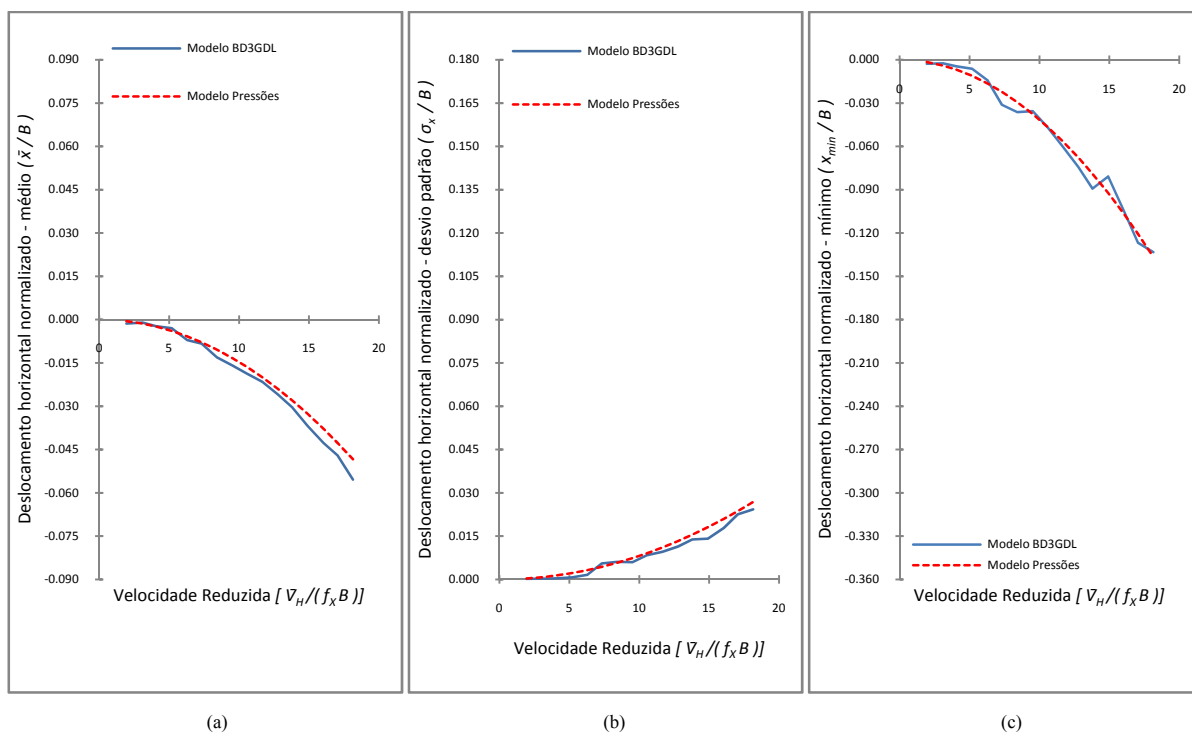 Deslocamento horizontal normalizado - médio ( x̄ / B )
0.090
0.075
0.060
0.045
0.030
0.015
0.000
-0.015
-0.030
-0.045
-0.060
-0.075
-0.090
0 5 10 15 20
Modelo BD3GDL
Modelo Pressões
Velocidade Reduzida [ V̄H /( fX B )]
(a)
Deslocamento horizontal normalizado - desvio padrão ( σx / B )
0.180
0.165
0.150
0.135
0.120
0.105
0.090
0.075
0.060
0.045
0.030
0.015
0.000
0 5 10 15 20
Modelo BD3GDL
Modelo Pressões
Velocidade Reduzida [ V̄H /( fX B )]
(b)
Deslocamento horizontal normalizado - mínimo ( xmin / B )
0.000
-0.030
-0.060
-0.090
-0.120
-0.150
-0.180
-0.210
-0.240
-0.270
-0.300
-0.330
-0.360
0 5 10 15 20
Modelo BD3GDL
Modelo Pressões
Velocidade Reduzida [ V̄H /( fX B )]
(c)